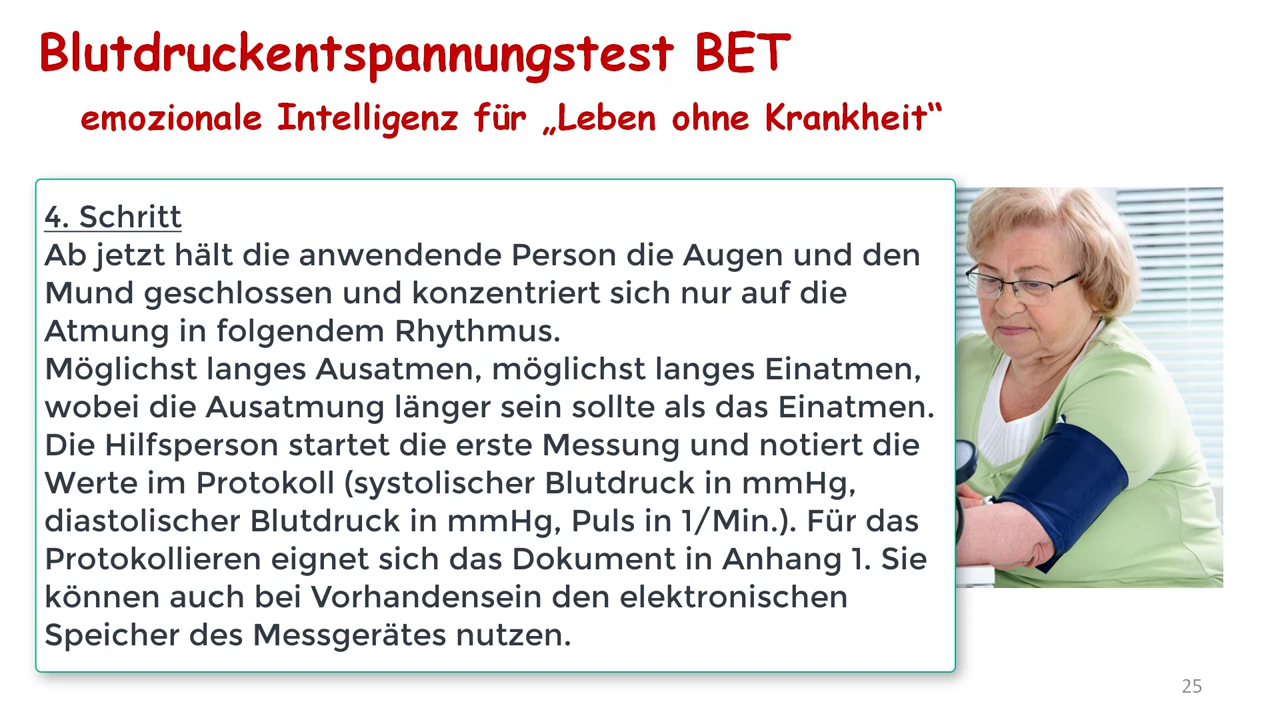 Blutdruckentspannungstest BET
emozionale Intelligenz für „Leben ohne Krankheit“
4. Schritt
Ab jetzt hält die anwendende Person die Augen und den
Mund geschlossen und konzentriert sich nur auf die
Atmung in folgendem Rhythmus.
Möglichst langes Ausatmen, möglichst langes Einatmen,
wobei die Ausatmung länger sein sollte als das Einatmen.
Die Hilfsperson startet die erste Messung und notiert die
Werte im Protokoll (systolischer Blutdruck in mmHg,
diastolischer Blutdruck in mmHg, Puls in 1/Min.). Für das
Protokollieren eignet sich das Dokument in Anhang 1. Sie
können auch bei Vorhandensein den elektronischen
Speicher des Messgerätes nutzen.
25